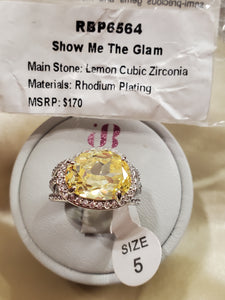 RBP6564
Show Me The Glam
Main Stone: Lemon Cubic Zirconia
Materials: Rhodium Plating
MSRP: $170
SIZE
5